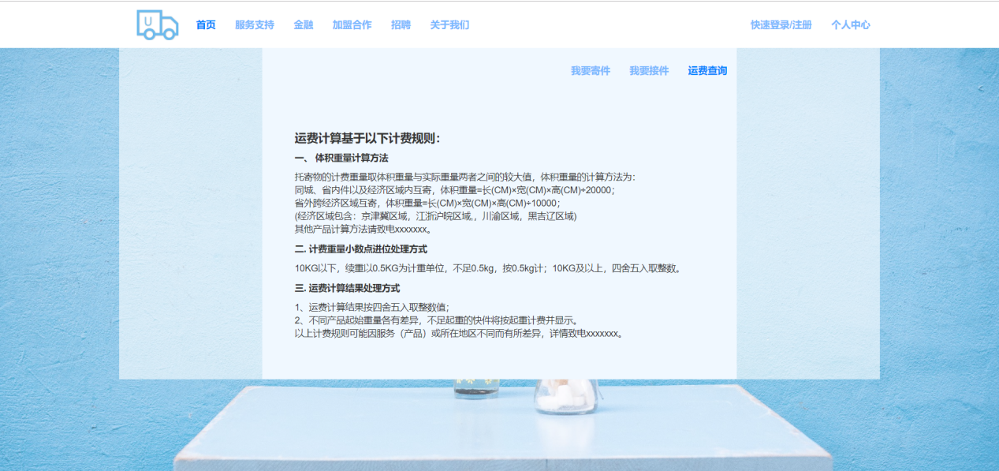 U
首页 服务支持 金融 加盟合作 招聘 关于我们 快速登录/注册 个人中心
我要寄件 我要接件 运费查询
运费计算基于以下计费规则：
一、 体积重量计算方法
托寄物的计费重量取体积重量与实际重量两者之间的较大值，体积重量的计算方法为：
同城、省内件以及经济区域内互寄，体积重量=长(CM)×宽(CM)×高(CM)÷20000；
省外跨经济区域互寄，体积重量=长(CM)×宽(CM)×高(CM)÷10000；
(经济区域包含：京津冀区域，江浙沪皖区域,，川渝区域，黑吉辽区域)
其他产品计算方法请致电xxxxxxx。
二. 计费重量小数点进位处理方式
10KG以下，续重以0.5KG为计重单位，不足0.5kg，按0.5kg计；10KG及以上，四舍五入取整数。
三. 运费计算结果处理方式
1、运费计算结果按四舍五入取整数值；
2、不同产品起始重量各有差异，不足起重的快件将按起重计费并显示。
以上计费规则可能因服务（产品）或所在地区不同而有所差异，详情致电xxxxxxx。